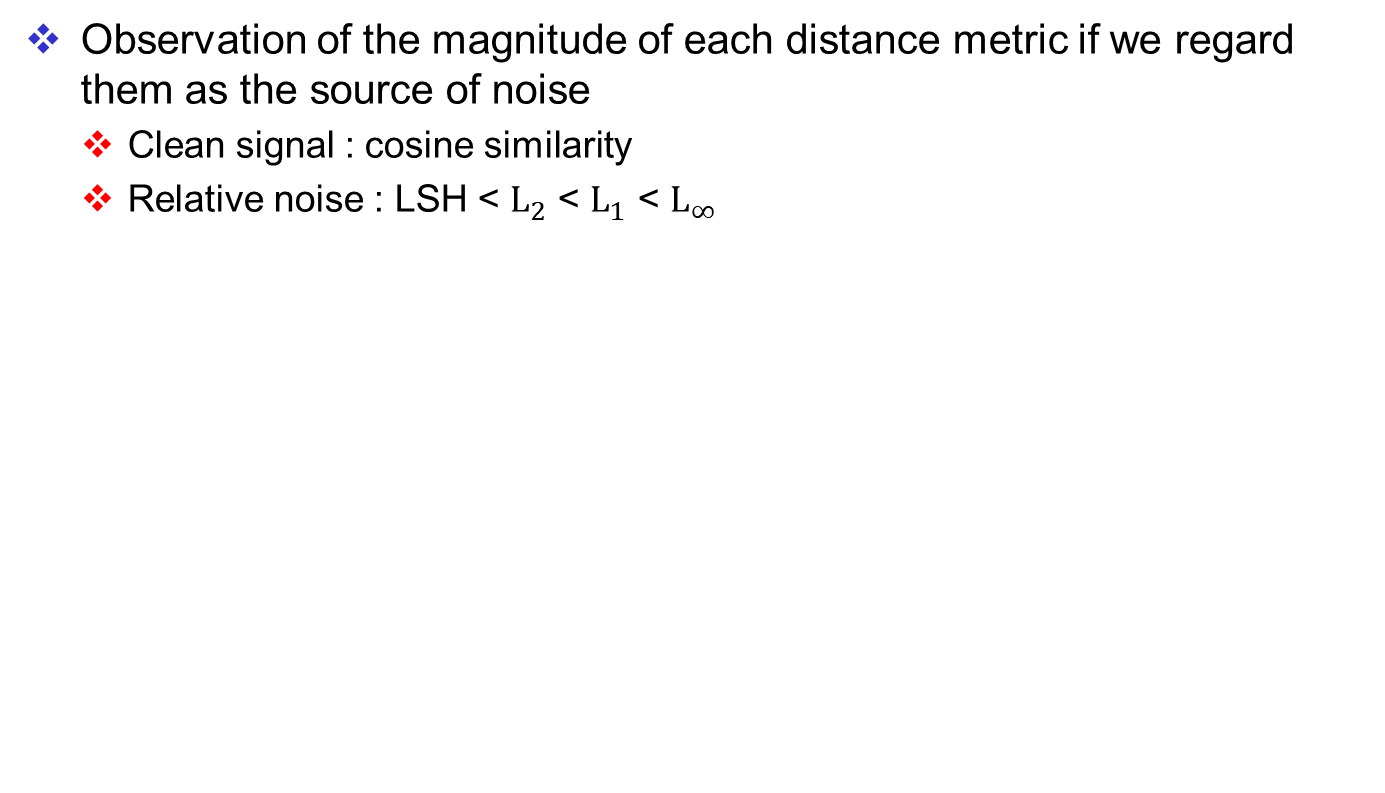 ❖ Observation of the magnitude of each distance metric if we regard
them as the source of noise
❖ Clean signal : cosine similarity
❖ Relative noise : LSH < L₂ < L₁ < L∞